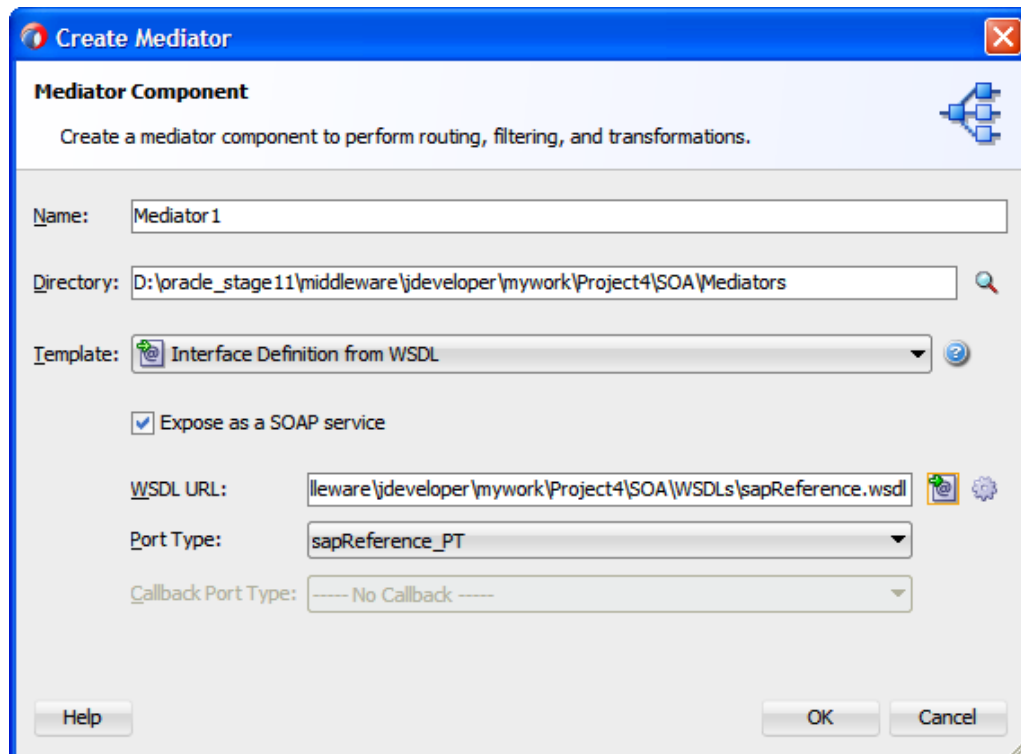 Create Mediator
Mediator Component
Create a mediator component to perform routing, filtering, and transformations.
Name: Mediator1
Directory: D:\oracle_stage11\middleware\jdeveloper\mywork\Project4\SOA\Mediators
Template: Interface Definition from WSDL
Expose as a SOAP service
WSDL URL: lleware\jdeveloper\mywork\Project4\SOA\WSDLs\sapReference.wsdl
Port Type: sapReference_PT
Callback Port Type: ----- No Callback -----
Help OK Cancel